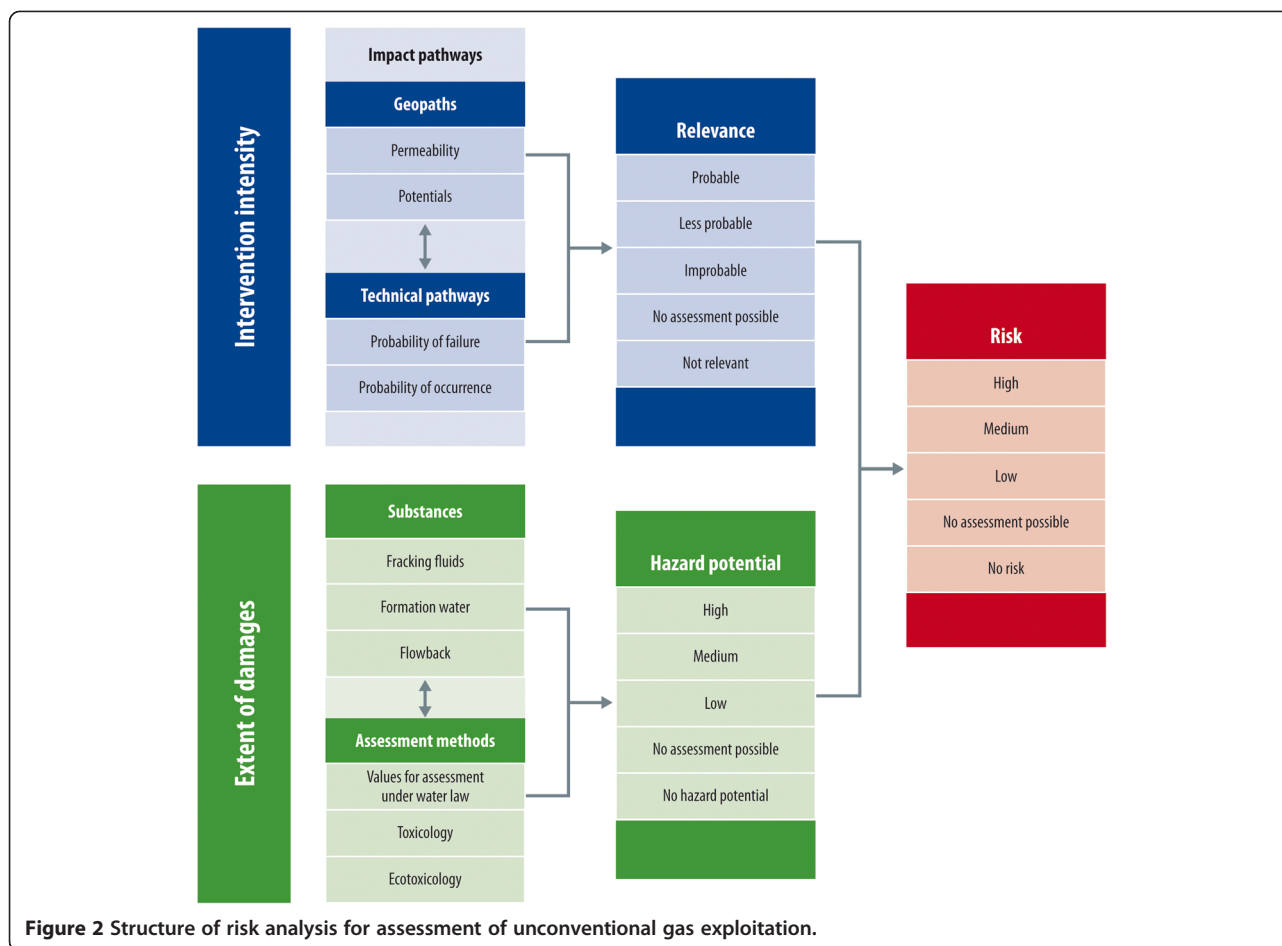 Intervention intensity
Impact pathways
Geopaths
Permeability
Potentials
Technical pathways
Probability of failure
Probability of occurrence
Relevance
Probable
Less probable
Improbable
No assessment possible
Not relevant
Extent of damages
Substances
Fracking fluids
Formation water
Flowback
Assessment methods
Values for assessment
under water law
Toxicology
Ecotoxicology
Hazard potential
High
Medium
Low
No assessment possible
No hazard potential
Risk
High
Medium
Low
No assessment possible
No risk
Figure 2 Structure of risk analysis for assessment of unconventional gas exploitation.